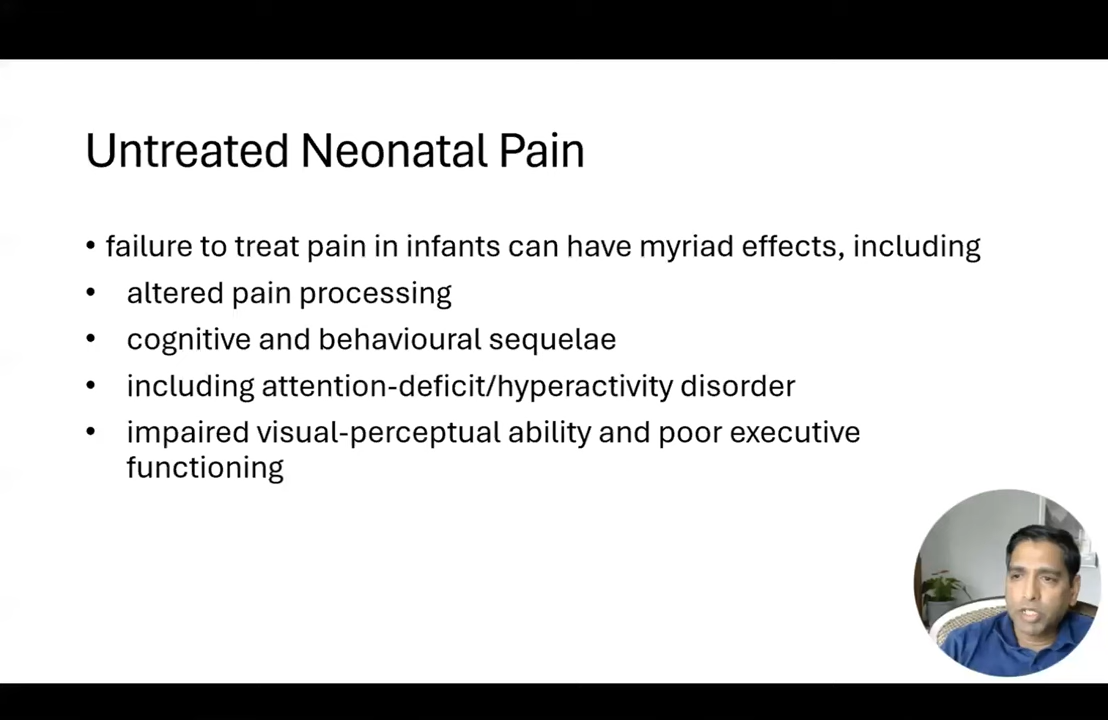 Untreated Neonatal Pain
• failure to treat pain in infants can have myriad effects, including
• altered pain processing
• cognitive and behavioural sequelae
• including attention-deficit/hyperactivity disorder
• impaired visual-perceptual ability and poor executive
functioning